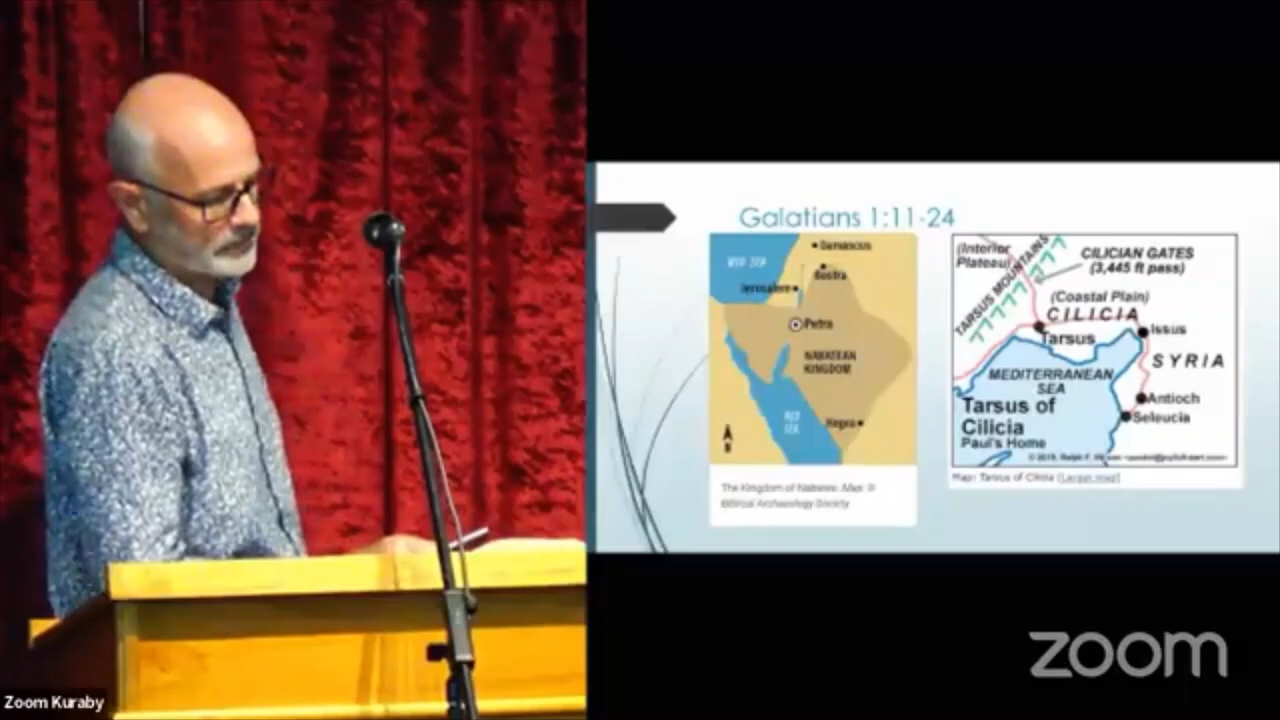 Galatians 1:11-24
Damascus
MED SEA
Bostra
Jerusalem
Petra
NABATEAN
KINGDOM
RED
SEA
Hegra
The Kingdom of Nabatea. Map: ©
Biblical Archaeology Society
(Interior
Plateau)
TARSUS MOUNTAINS
CILICIAN GATES
(3,445 ft pass)
(Coastal Plain)
CILICIA
Tarsus
Issus
SYRIA
MEDITERRANEAN
SEA
Antioch
Seleucia
Tarsus of
Cilicia
Paul's Home
Map: Tarsus of Cilicia (Larger map)
zoom
Zoom Kuraby